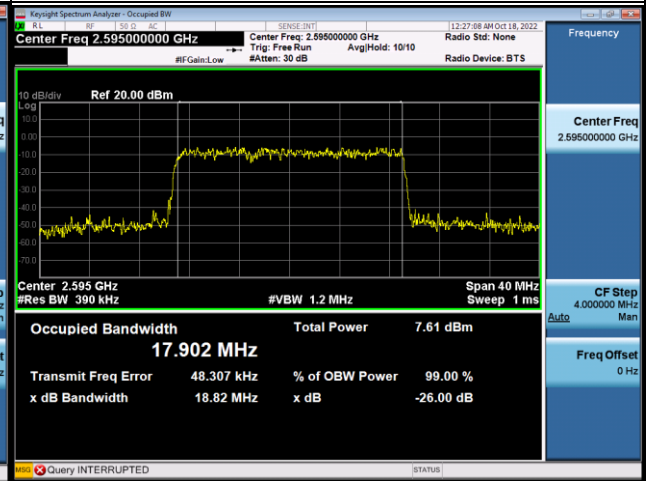 Keysight Spectrum Analyzer - Occupied BW
RL RF 50 Ω AC SENSE:INT 12:27:08 AM Oct 18, 2022
Center Freq 2.595000000 GHz Center Freq: 2.595000000 GHz Radio Std: None Frequency
Trig: Free Run Avg|Hold: 10/10
#IFGain:Low #Atten: 30 dB Radio Device: BTS
10 dB/div Ref 20.00 dBm
Log
10.0
0.00
-10.0
-20.0
-30.0
-40.0
-50.0
-60.0
-70.0
Center Freq
2.595000000 GHz
Center 2.595 GHz Span 40 MHz
#Res BW 390 kHz #VBW 1.2 MHz Sweep 1 ms
CF Step
4.000000 MHz
Auto Man
Occupied Bandwidth Total Power 7.61 dBm
17.902 MHz
Transmit Freq Error 48.307 kHz % of OBW Power 99.00 %
x dB Bandwidth 18.82 MHz x dB -26.00 dB
Freq Offset
0 Hz
MSG Query INTERRUPTED STATUS